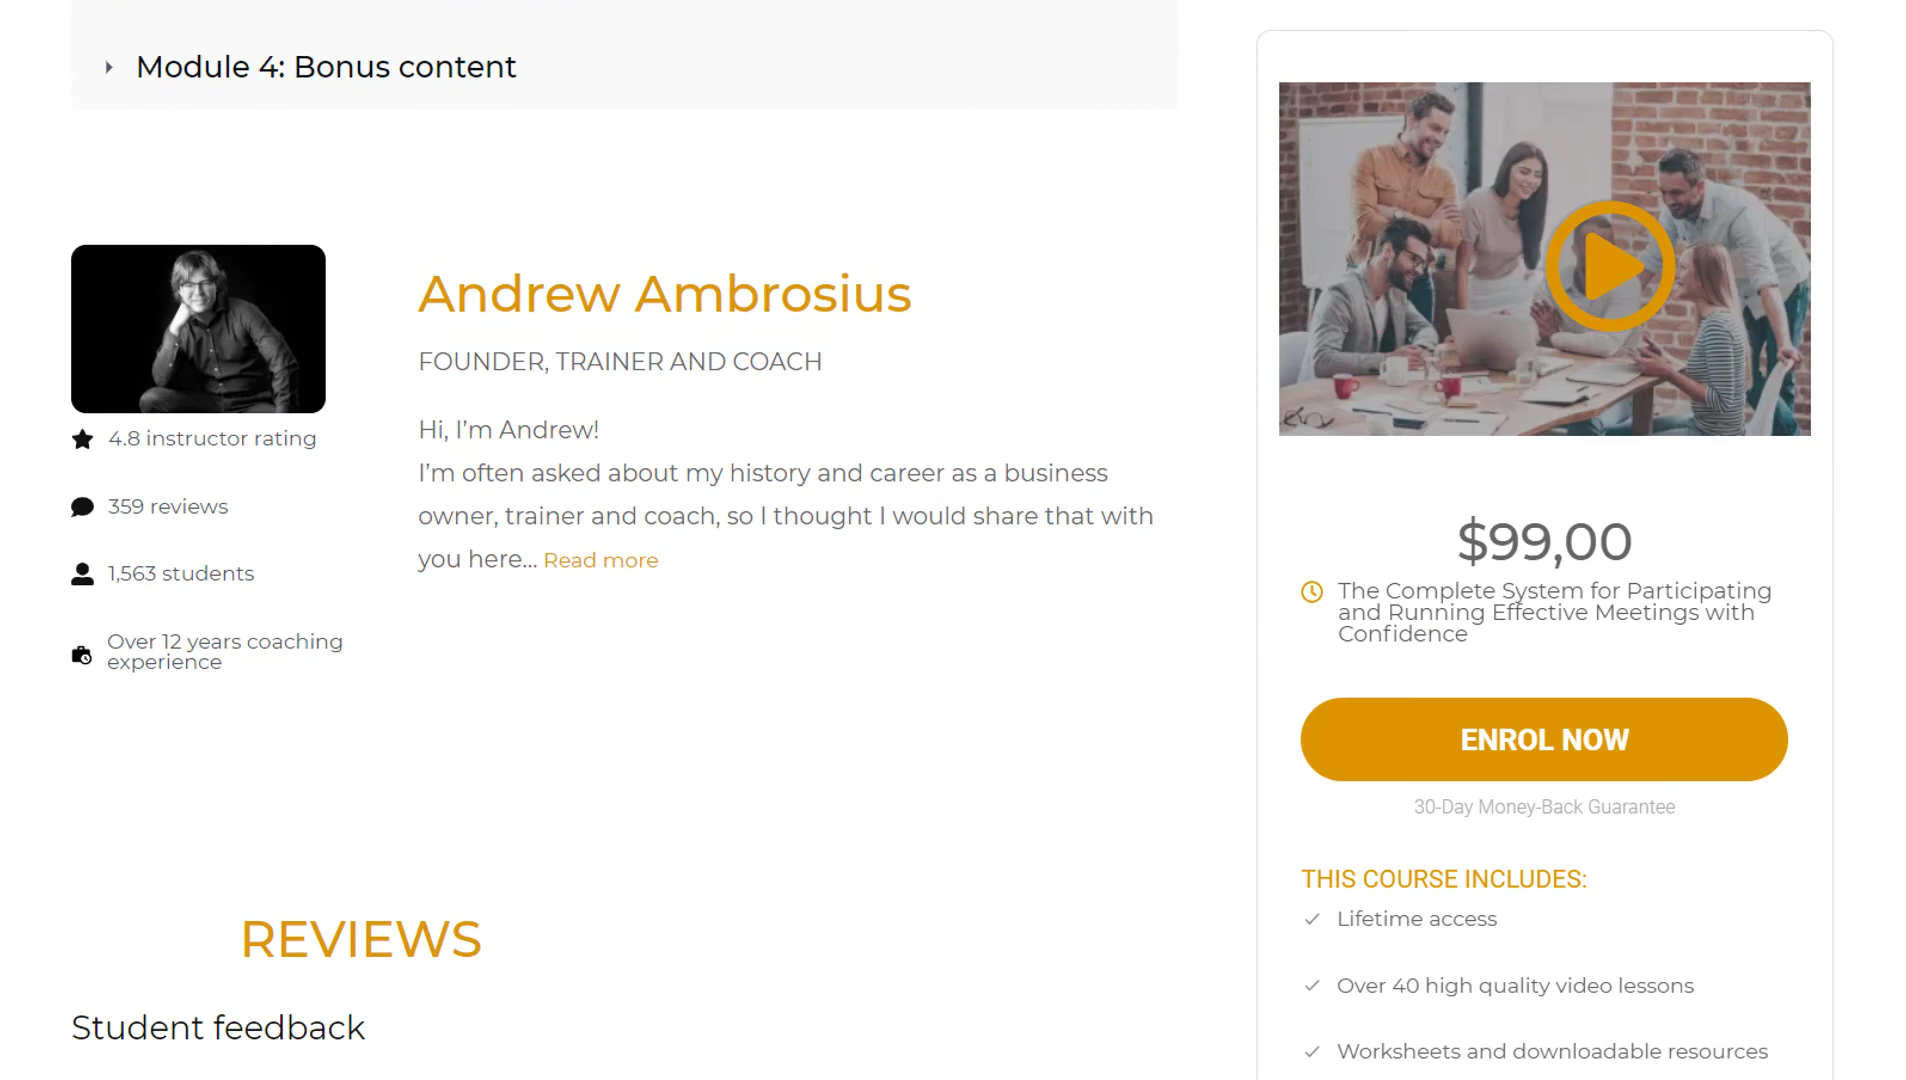 Module 4: Bonus content
Andrew Ambrosius
FOUNDER, TRAINER AND COACH
Hi, I’m Andrew!
I’m often asked about my history and career as a business
owner, trainer and coach, so I thought I would share that with
you here... Read more
4.8 instructor rating
359 reviews
1,563 students
Over 12 years coaching
experience
REVIEWS
Student feedback
$99,00
The Complete System for Participating
and Running Effective Meetings with
Confidence
ENROL NOW
30-Day Money-Back Guarantee
THIS COURSE INCLUDES:
Lifetime access
Over 40 high quality video lessons
Worksheets and downloadable resources